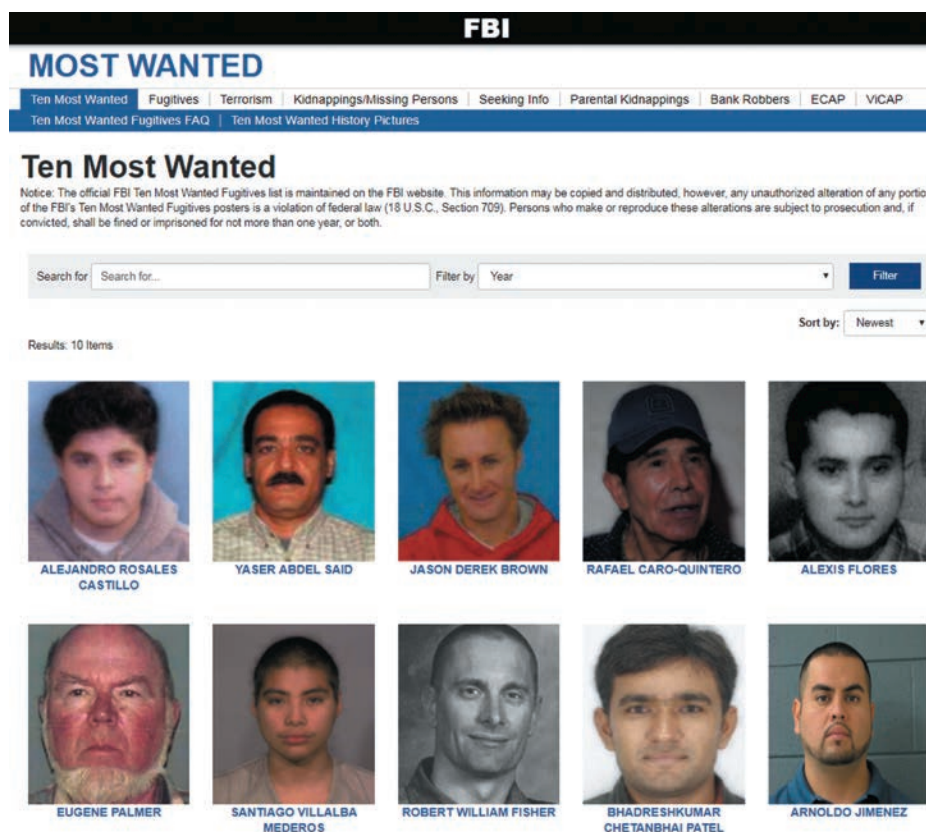 FBI
MOST WANTED
Ten Most Wanted Fugitives Terrorism Kidnappings/Missing Persons Seeking Info Parental Kidnappings Bank Robbers ECAP ViCAP
Ten Most Wanted Fugitives FAQ Ten Most Wanted History Pictures
Ten Most Wanted
Notice: The official FBI Ten Most Wanted Fugitives list is maintained on the FBI website. This information may be copied and distributed, however, any unauthorized alteration of any portio
of the FBI's Ten Most Wanted Fugitives posters is a violation of federal law (18 U.S.C., Section 709). Persons who make or reproduce these alterations are subject to prosecution and, if
convicted, shall be fined or imprisoned for not more than one year, or both.
Search for Search for... Filter by Year Filter
Sort by: Newest
Results: 10 Items
ALEJANDRO ROSALES
CASTILLO
YASER ABDEL SAID
JASON DEREK BROWN
RAFAEL CARO-QUINTERO
ALEXIS FLORES
EUGENE PALMER
SANTIAGO VILLALBA
MEDEROS
ROBERT WILLIAM FISHER
BHADRESHKUMAR
CHETANBHAI PATEL
ARNOLDO JIMENEZ